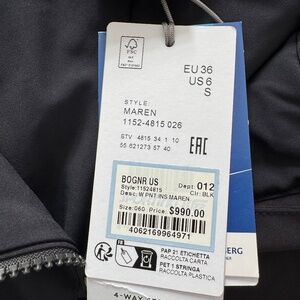 FSC
EU 36
US 6
S
STYLE:
MAREN
1152-4815 026
GTV 4815 34 1 10
55 621273 57 40
EAC
BOGNR US
Dept: 012
Style: 11524815
Clr: BLK
Desc: W PNT.INS MAREN
Size: 060 Price: $990.00
4062169964971
PAP 21 ETICHETTA
RACCOLTA CARTA
PET 1 STRINGA
RACCOLTA PLASTICA
BERG